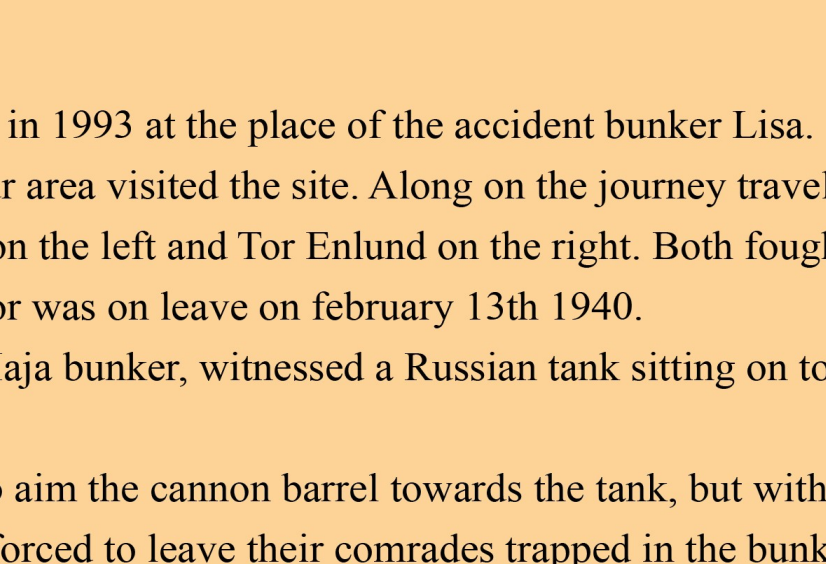 in 1993 at the place of the accident bunker Lisa.
area visited the site. Along on the journey travel
on the left and Tor Enlund on the right. Both fough
or was on leave on february 13th 1940.
aja bunker, witnessed a Russian tank sitting on to
aim the cannon barrel towards the tank, but with
forced to leave their comrades trapped in the bunk